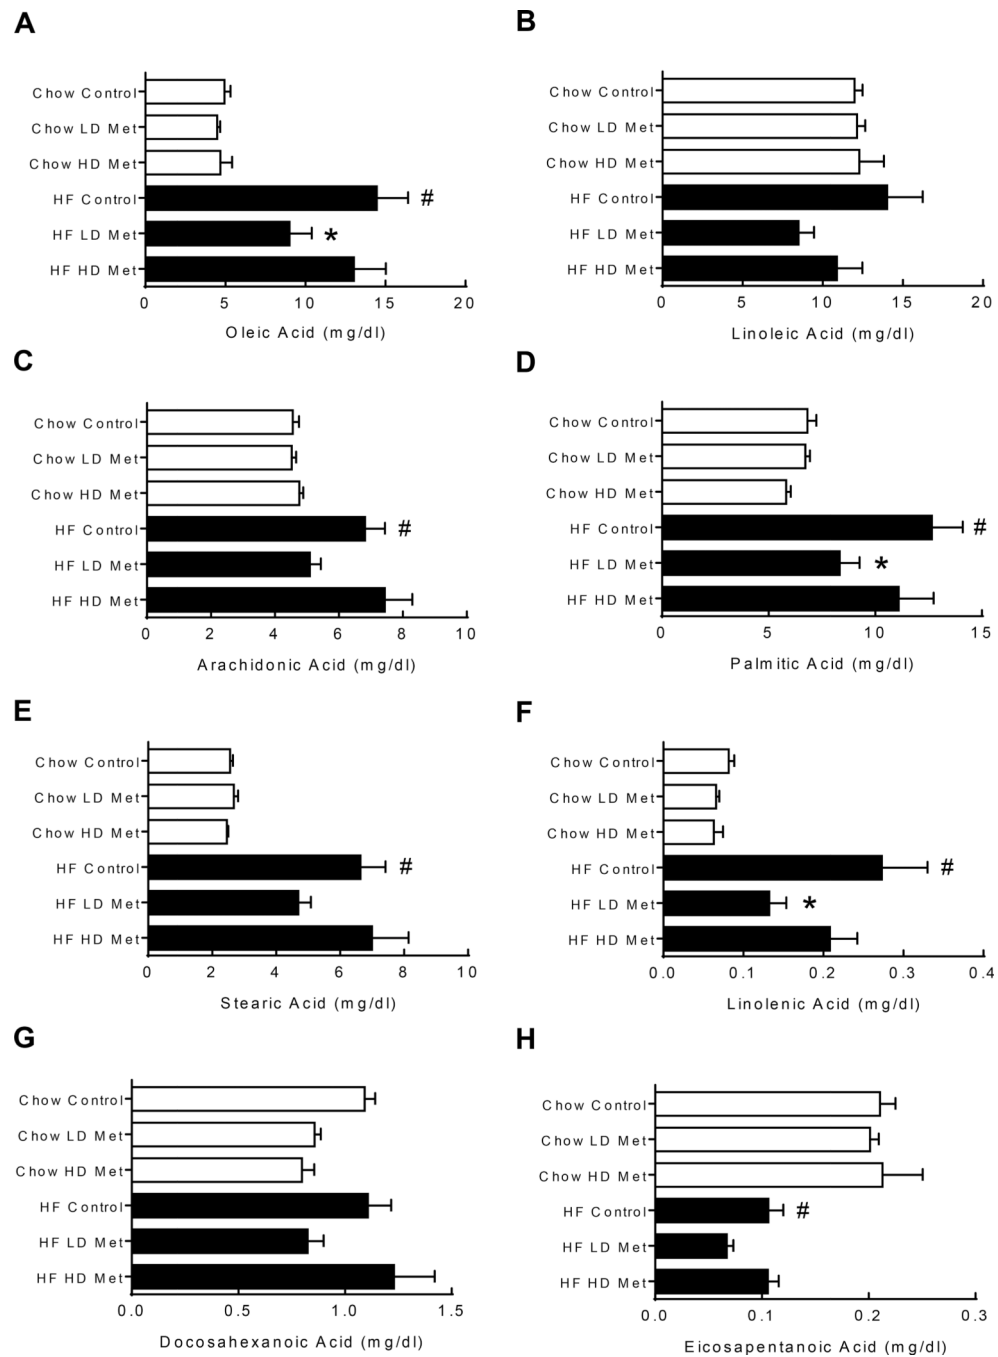 A
Chow Control
Chow LD Met
Chow HD Met
HF Control #
HF LD Met *
HF HD Met
0 5 10 15 20
Oleic Acid (mg/dl)
B
Chow Control
Chow LD Met
Chow HD Met
HF Control
HF LD Met
HF HD Met
0 5 10 15 20
Linoleic Acid (mg/dl)
C
Chow Control
Chow LD Met
Chow HD Met
HF Control #
HF LD Met
HF HD Met
0 2 4 6 8 10
Arachidonic Acid (mg/dl)
D
Chow Control
Chow LD Met
Chow HD Met
HF Control #
HF LD Met *
HF HD Met
0 5 10 15
Palmitic Acid (mg/dl)
E
Chow Control
Chow LD Met
Chow HD Met
HF Control #
HF LD Met
HF HD Met
0 2 4 6 8 10
Stearic Acid (mg/dl)
F
Chow Control
Chow LD Met
Chow HD Met
HF Control #
HF LD Met *
HF HD Met
0.0 0.1 0.2 0.3 0.4
Linolenic Acid (mg/dl)
G
Chow Control
Chow LD Met
Chow HD Met
HF Control
HF LD Met
HF HD Met
0.0 0.5 1.0 1.5
Docosahexanoic Acid (mg/dl)
H
Chow Control
Chow LD Met
Chow HD Met
HF Control #
HF LD Met
HF HD Met
0.0 0.1 0.2 0.3
Eicosapentanoic Acid (mg/dl)